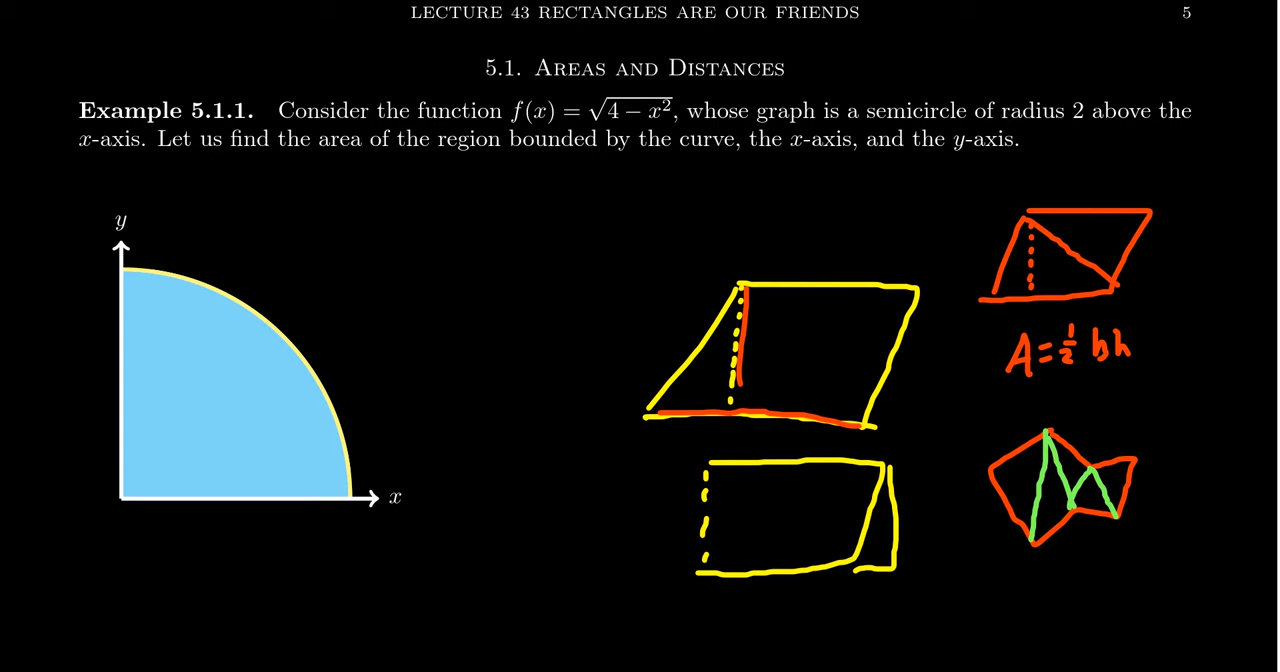 LECTURE 43 RECTANGLES ARE OUR FRIENDS 5
5.1. AREAS AND DISTANCES
Example 5.1.1. Consider the function f(x) = √(4 − x²), whose graph is a semicircle of radius 2 above the
x-axis. Let us find the area of the region bounded by the curve, the x-axis, and the y-axis.
y
x
A = ½ bh